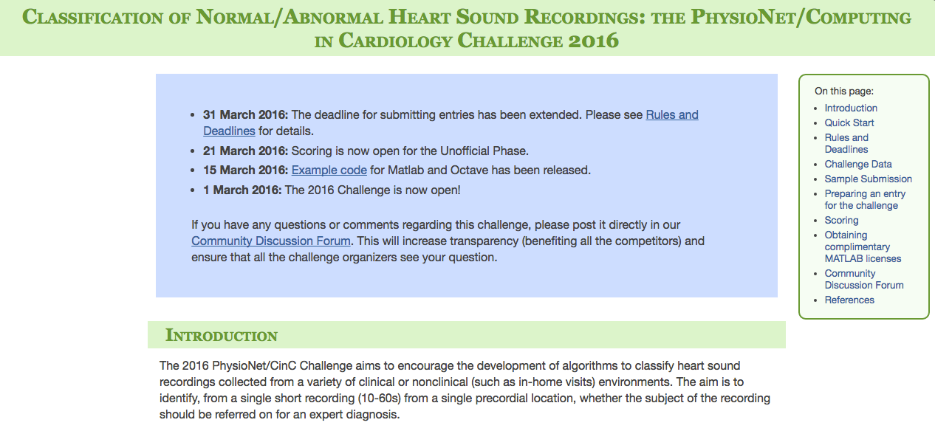 Classification of Normal/Abnormal Heart Sound Recordings: the PhysioNet/Computing
in Cardiology Challenge 2016
31 March 2016: The deadline for submitting entries has been extended. Please see Rules and
Deadlines for details.
21 March 2016: Scoring is now open for the Unofficial Phase.
15 March 2016: Example code for Matlab and Octave has been released.
1 March 2016: The 2016 Challenge is now open!
If you have any questions or comments regarding this challenge, please post it directly in our
Community Discussion Forum. This will increase transparency (benefiting all the competitors) and
ensure that all the challenge organizers see your question.
On this page:
Introduction
Quick Start
Rules and
Deadlines
Challenge Data
Sample Submission
Preparing an entry
for the challenge
Scoring
Obtaining
complimentary
MATLAB licenses
Community
Discussion Forum
References
Introduction
The 2016 PhysioNet/CinC Challenge aims to encourage the development of algorithms to classify heart sound
recordings collected from a variety of clinical or nonclinical (such as in-home visits) environments. The aim is to
identify, from a single short recording (10-60s) from a single precordial location, whether the subject of the recording
should be referred on for an expert diagnosis.